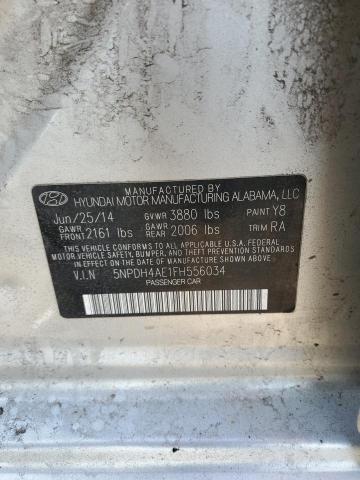 MANUFACTURED BY
HYUNDAI MOTOR MANUFACTURING ALABAMA, LLC
Jun/25/14 GVWR 3880 lbs PAINT Y8
GAWR FRONT 2161 lbs GAWR REAR 2006 lbs TRIM RA
THIS VEHICLE CONFORMS TO ALL APPLICABLE U.S.A. FEDERAL
MOTOR VEHICLE SAFETY, BUMPER, AND THEFT PREVENTION
STANDARDS IN EFFECT ON THE DATE OF MANUFACTURE SHOWN ABOVE.
V.I.N 5NPDH4AE1FH556034
PASSENGER CAR